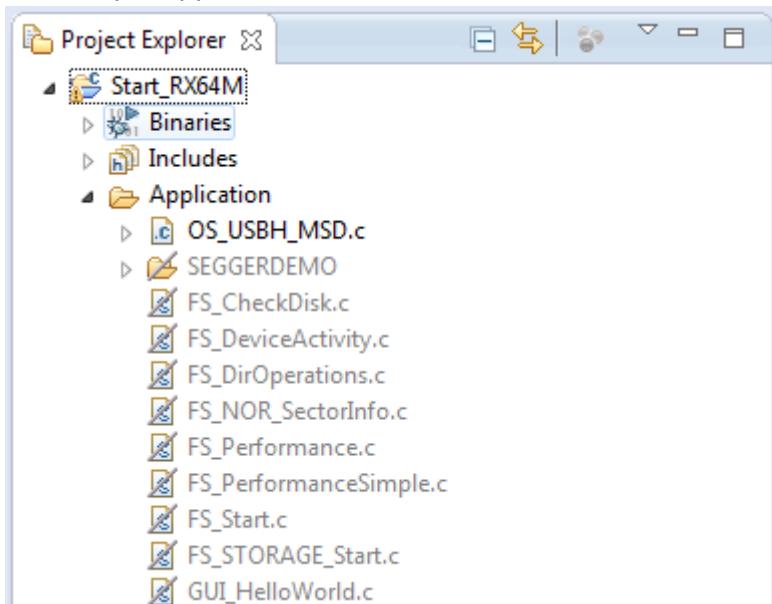 Project Explorer
Start_RX64M
Binaries
Includes
Application
OS_USBH_MSD.c
SEGGERDEMO
FS_CheckDisk.c
FS_DeviceActivity.c
FS_DirOperations.c
FS_NOR_SectorInfo.c
FS_Performance.c
FS_PerformanceSimple.c
FS_Start.c
FS_STORAGE_Start.c
GUI_HelloWorld.c